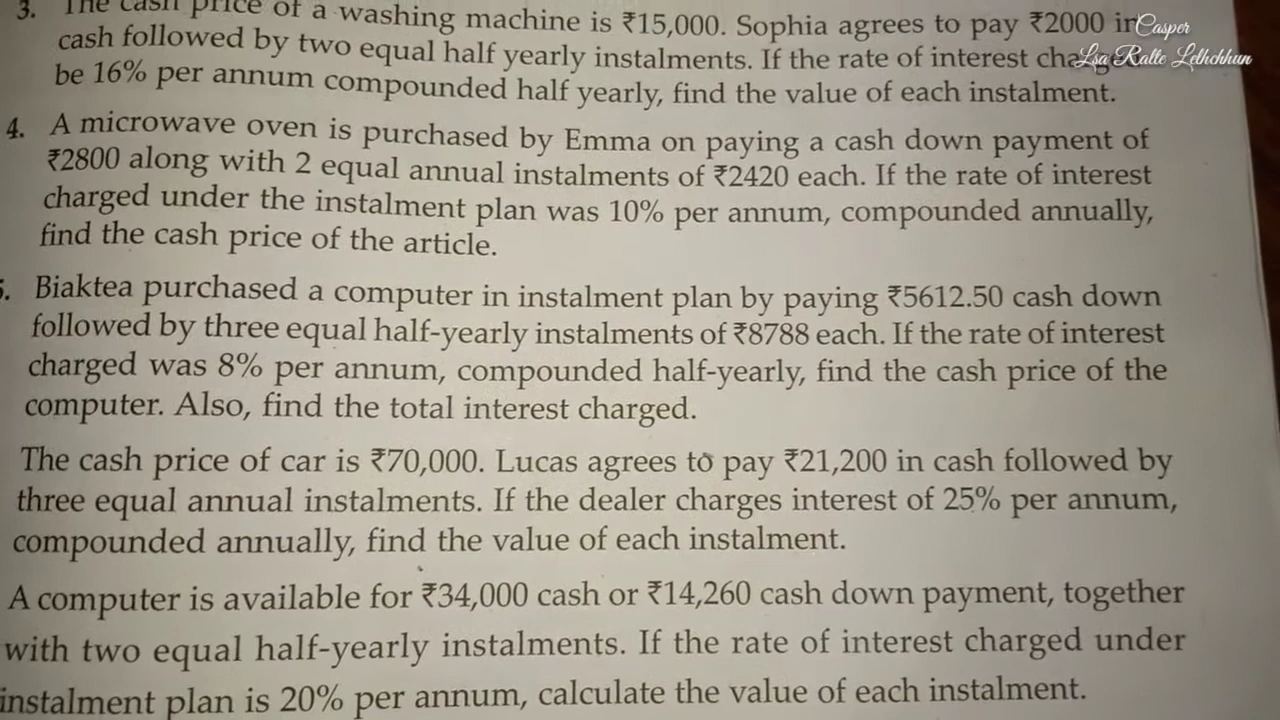 3. The cash price of a washing machine is ₹15,000. Sophia agrees to pay ₹2000 in
cash followed by two equal half yearly instalments. If the rate of interest
be 16% per annum compounded half yearly, find the value of each instalment.
4. A microwave oven is purchased by Emma on paying a cash down payment of
₹2800 along with 2 equal annual instalments of ₹2420 each. If the rate of interest
charged under the instalment plan was 10% per annum, compounded annually,
find the cash price of the article.
5. Biaktea purchased a computer in instalment plan by paying ₹5612.50 cash down
followed by three equal half-yearly instalments of ₹8788 each. If the rate of interest
charged was 8% per annum, compounded half-yearly, find the cash price of the
computer. Also, find the total interest charged.
The cash price of car is ₹70,000. Lucas agrees to pay ₹21,200 in cash followed by
three equal annual instalments. If the dealer charges interest of 25% per annum,
compounded annually, find the value of each instalment.
A computer is available for ₹34,000 cash or ₹14,260 cash down payment, together
with two equal half-yearly instalments. If the rate of interest charged under
instalment plan is 20% per annum, calculate the value of each instalment.
Casper
Ralte